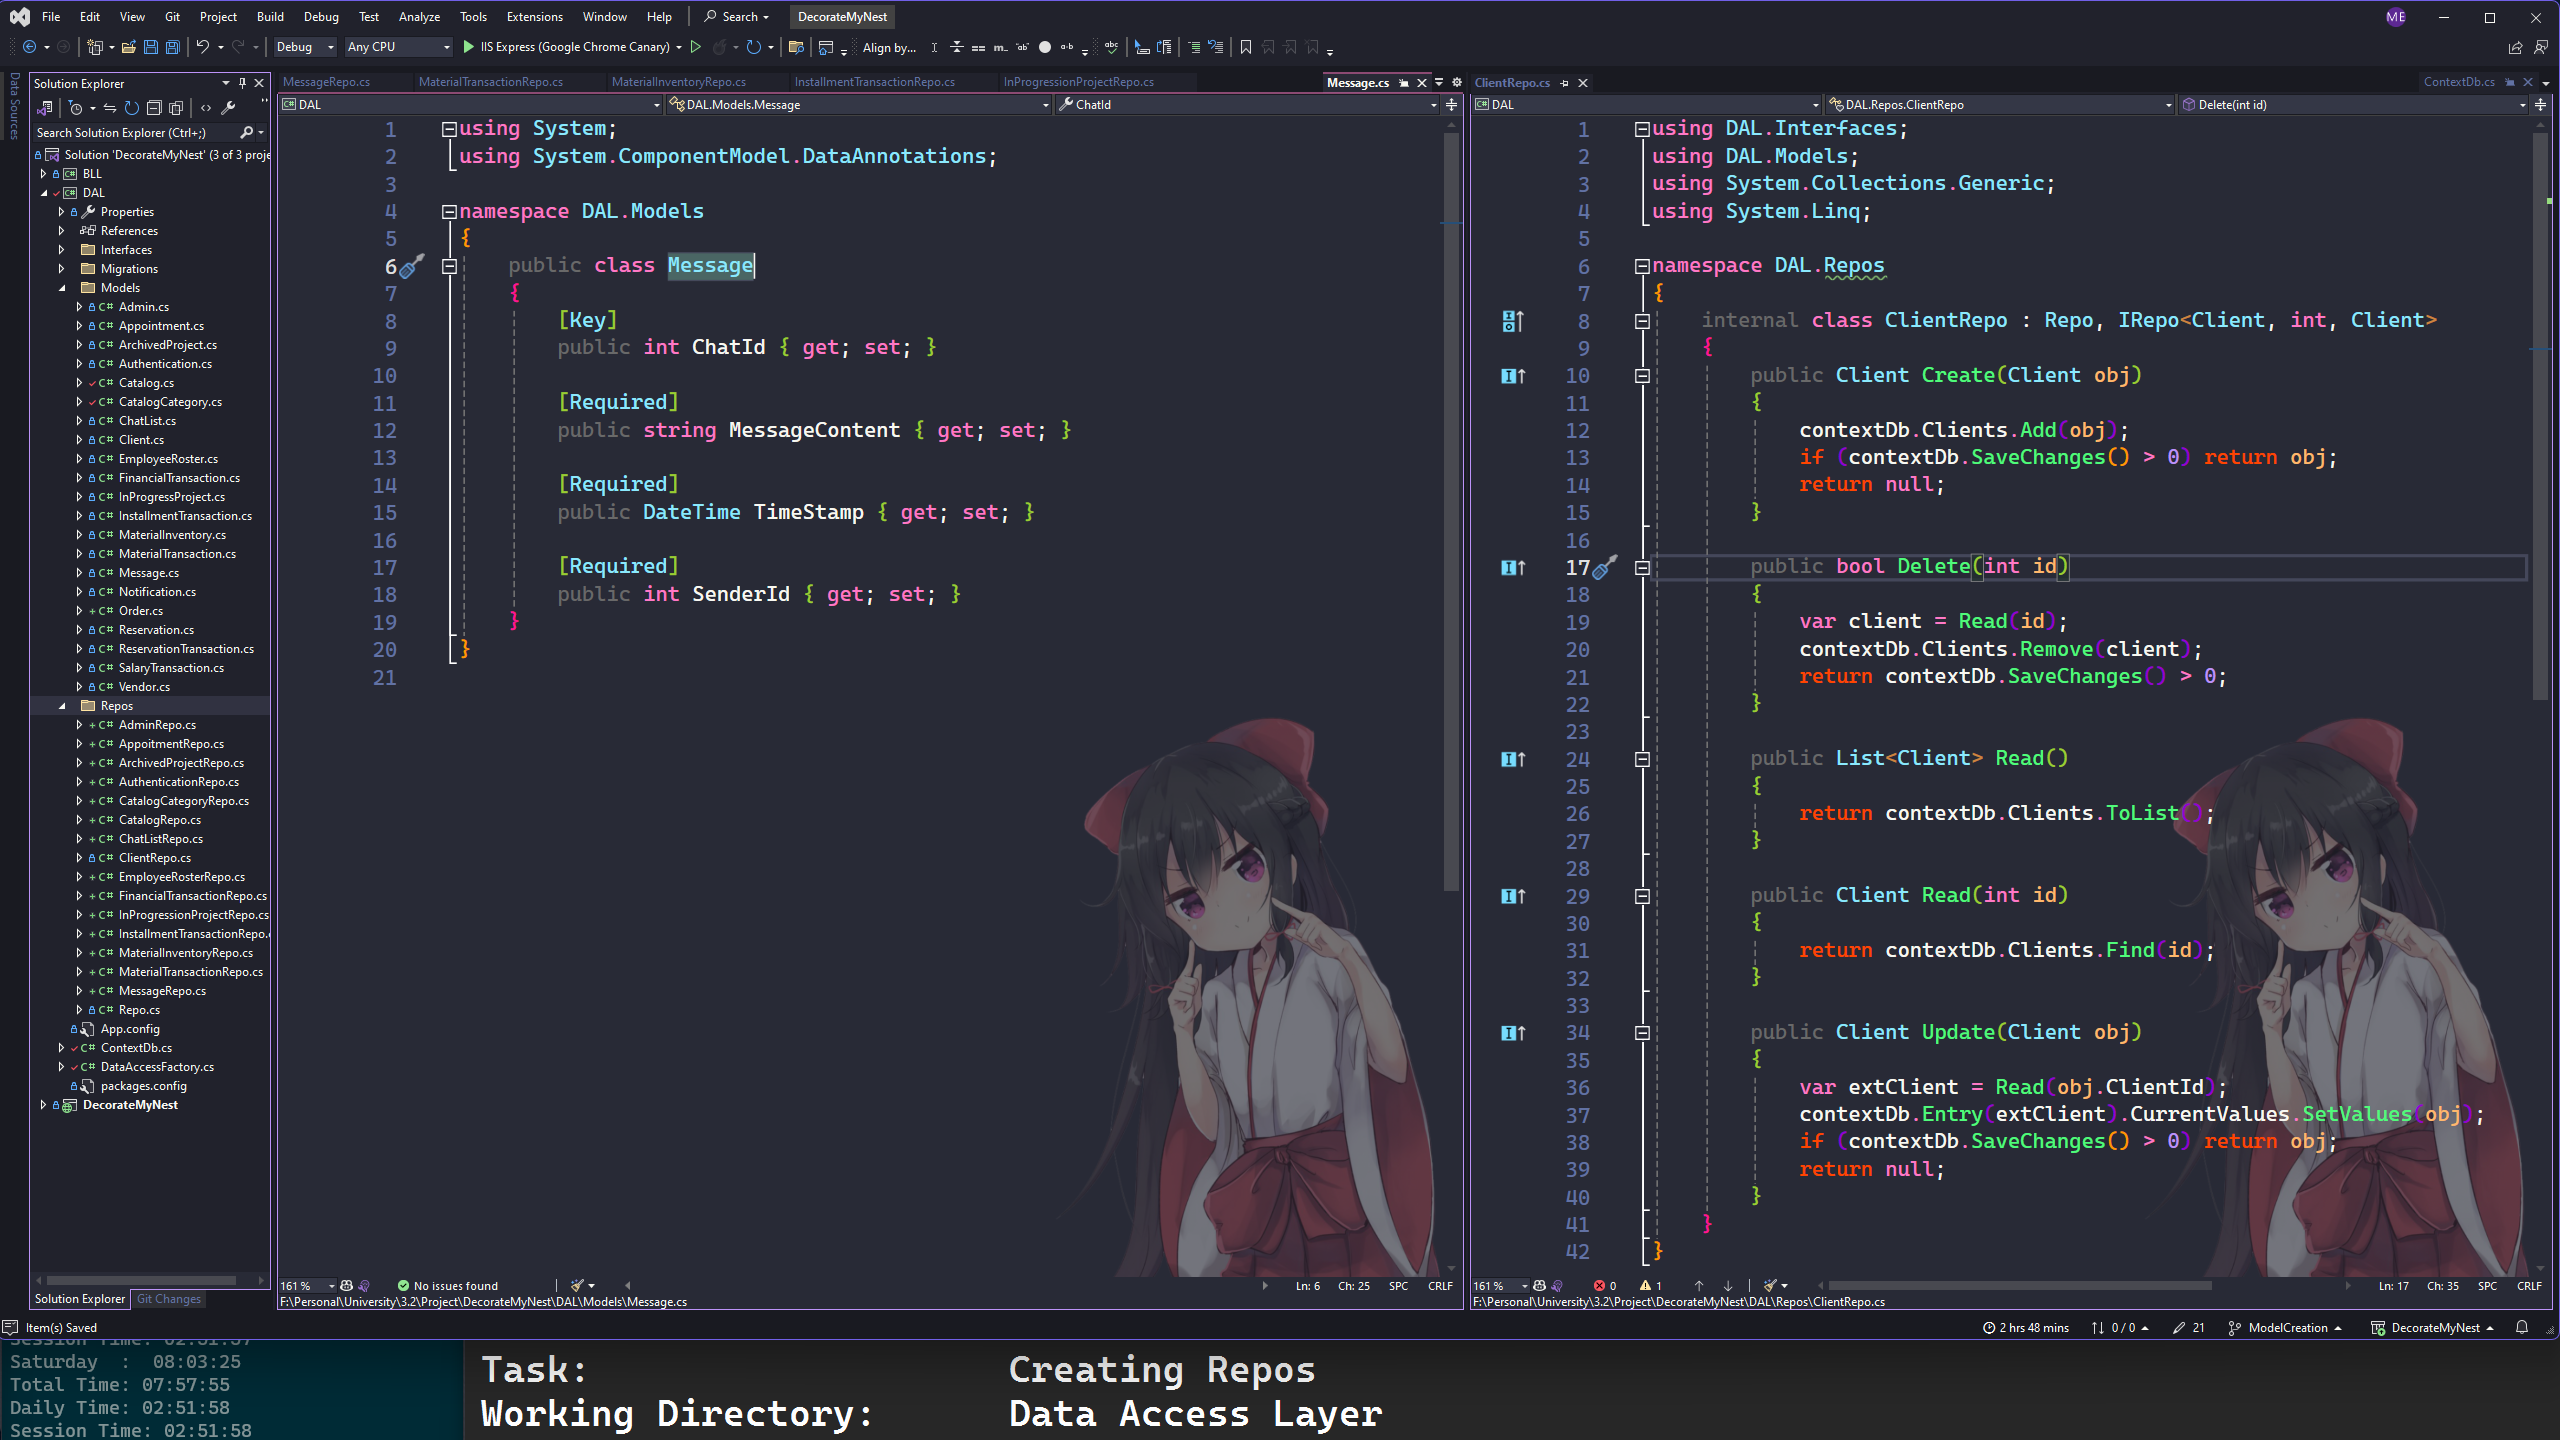 File Edit View Git Project Build Debug Test Analyze Tools Extensions Window Help Search DecorateMyNest ME
Debug Any CPU IIS Express (Google Chrome Canary) Align by...
Data Sources
Solution Explorer
Search Solution Explorer (Ctrl+;)
Solution 'DecorateMyNest' (3 of 3 proje
BLL
DAL
Properties
References
Interfaces
Migrations
Models
Admin.cs
Appointment.cs
ArchivedProject.cs
Authentication.cs
Catalog.cs
CatalogCategory.cs
ChatList.cs
Client.cs
EmployeeRoster.cs
FinancialTransaction.cs
InProgressProject.cs
InstallmentTransaction.cs
MaterialInventory.cs
MaterialTransaction.cs
Message.cs
Notification.cs
Order.cs
Reservation.cs
ReservationTransaction.cs
SalaryTransaction.cs
Vendor.cs
Repos
AdminRepo.cs
AppoitmentRepo.cs
ArchivedProjectRepo.cs
AuthenticationRepo.cs
CatalogCategoryRepo.cs
CatalogRepo.cs
ChatListRepo.cs
ClientRepo.cs
EmployeeRosterRepo.cs
FinancialTransactionRepo.cs
InProgressionProjectRepo.cs
InstallmentTransactionRepo.
MaterialInventoryRepo.cs
MaterialTransactionRepo.cs
MessageRepo.cs
Repo.cs
App.config
ContextDb.cs
DataAccessFactory.cs
packages.config
DecorateMyNest
Solution Explorer Git Changes
MessageRepo.cs MaterialTransactionRepo.cs MaterialInventoryRepo.cs InstallmentTransactionRepo.cs InProgressionProjectRepo.cs Message.cs
DAL DAL.Models.Message ChatId
1 using System;
2 using System.ComponentModel.DataAnnotations;
3
4 namespace DAL.Models
5 {
6 public class Message
7 {
8 [Key]
9 public int ChatId { get; set; }
10
11 [Required]
12 public string MessageContent { get; set; }
13
14 [Required]
15 public DateTime TimeStamp { get; set; }
16
17 [Required]
18 public int SenderId { get; set; }
19 }
20 }
21
161 % No issues found Ln: 6 Ch: 25 SPC CRLF
F:\Personal\University\3.2\Project\DecorateMyNest\DAL\Models\Message.cs
ClientRepo.cs ContextDb.cs
DAL DAL.Repos.ClientRepo Delete(int id)
1 using DAL.Interfaces;
2 using DAL.Models;
3 using System.Collections.Generic;
4 using System.Linq;
5
6 namespace DAL.Repos
7 {
8 internal class ClientRepo : Repo, IRepo<Client, int, Client>
9 {
10 public Client Create(Client obj)
11 {
12 contextDb.Clients.Add(obj);
13 if (contextDb.SaveChanges() > 0) return obj;
14 return null;
15 }
16
17 public bool Delete(int id)
18 {
19 var client = Read(id);
20 contextDb.Clients.Remove(client);
21 return contextDb.SaveChanges() > 0;
22 }
23
24 public List<Client> Read()
25 {
26 return contextDb.Clients.ToList();
27 }
28
29 public Client Read(int id)
30 {
31 return contextDb.Clients.Find(id);
32 }
33
34 public Client Update(Client obj)
35 {
36 var extClient = Read(obj.ClientId);
37 contextDb.Entry(extClient).CurrentValues.SetValues(obj);
38 if (contextDb.SaveChanges() > 0) return obj;
39 return null;
40 }
41 }
42 }
161 % 0 1 Ln: 17 Ch: 35 SPC CRLF
F:\Personal\University\3.2\Project\DecorateMyNest\DAL\Repos\ClientRepo.cs
Item(s) Saved 2 hrs 48 mins 0 / 0 21 ModelCreation DecorateMyNest
Session Time: 02:51:57
Saturday : 08:03:25
Total Time: 07:57:55
Daily Time: 02:51:58
Session Time: 02:51:58
Task: Creating Repos
Working Directory: Data Access Layer